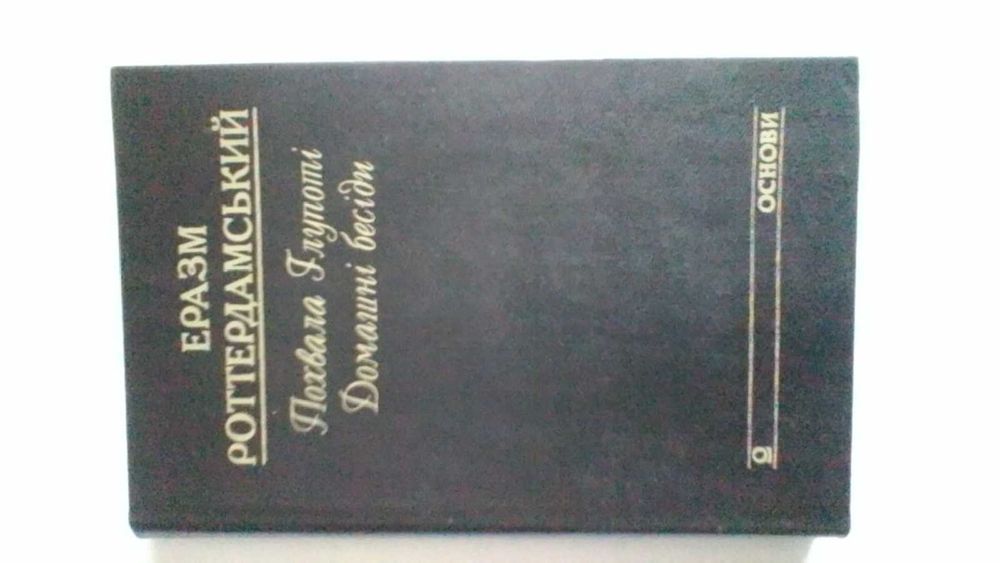 ЕРАЗМ
РОТТЕРДАМСЬКИЙ
Похвала Глупоті
Домашні бесіди
ОСНОВИ